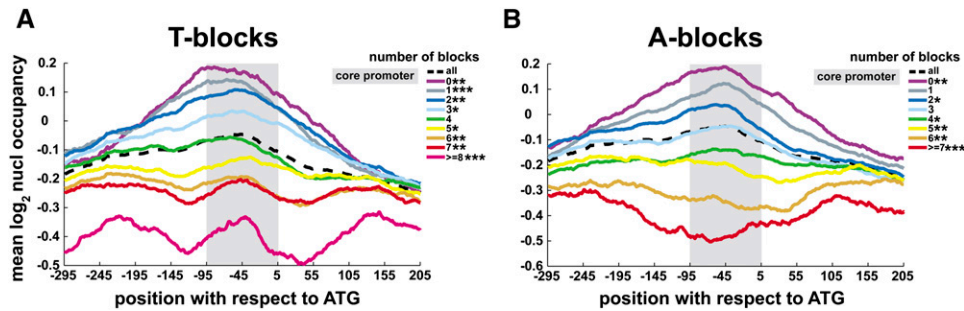 A
T-blocks
number of blocks
core promoter
all
0**
1***
2**
3*
4
5*
6**
7**
>=8***
mean log2 nucl occupancy
0.2
0.1
0
-0.1
-0.2
-0.3
-0.4
-0.5
-295 -245 -195 -145 -95 -45 5 55 105 155 205
position with respect to ATG
B
A-blocks
number of blocks
core promoter
all
0**
1
2*
3
4*
5**
6**
>=7***
0.2
0.1
0
-0.1
-0.2
-0.3
-0.4
-0.5
-0.6
-295 -245 -195 -145 -95 -45 5 55 105 155 205
position with respect to ATG